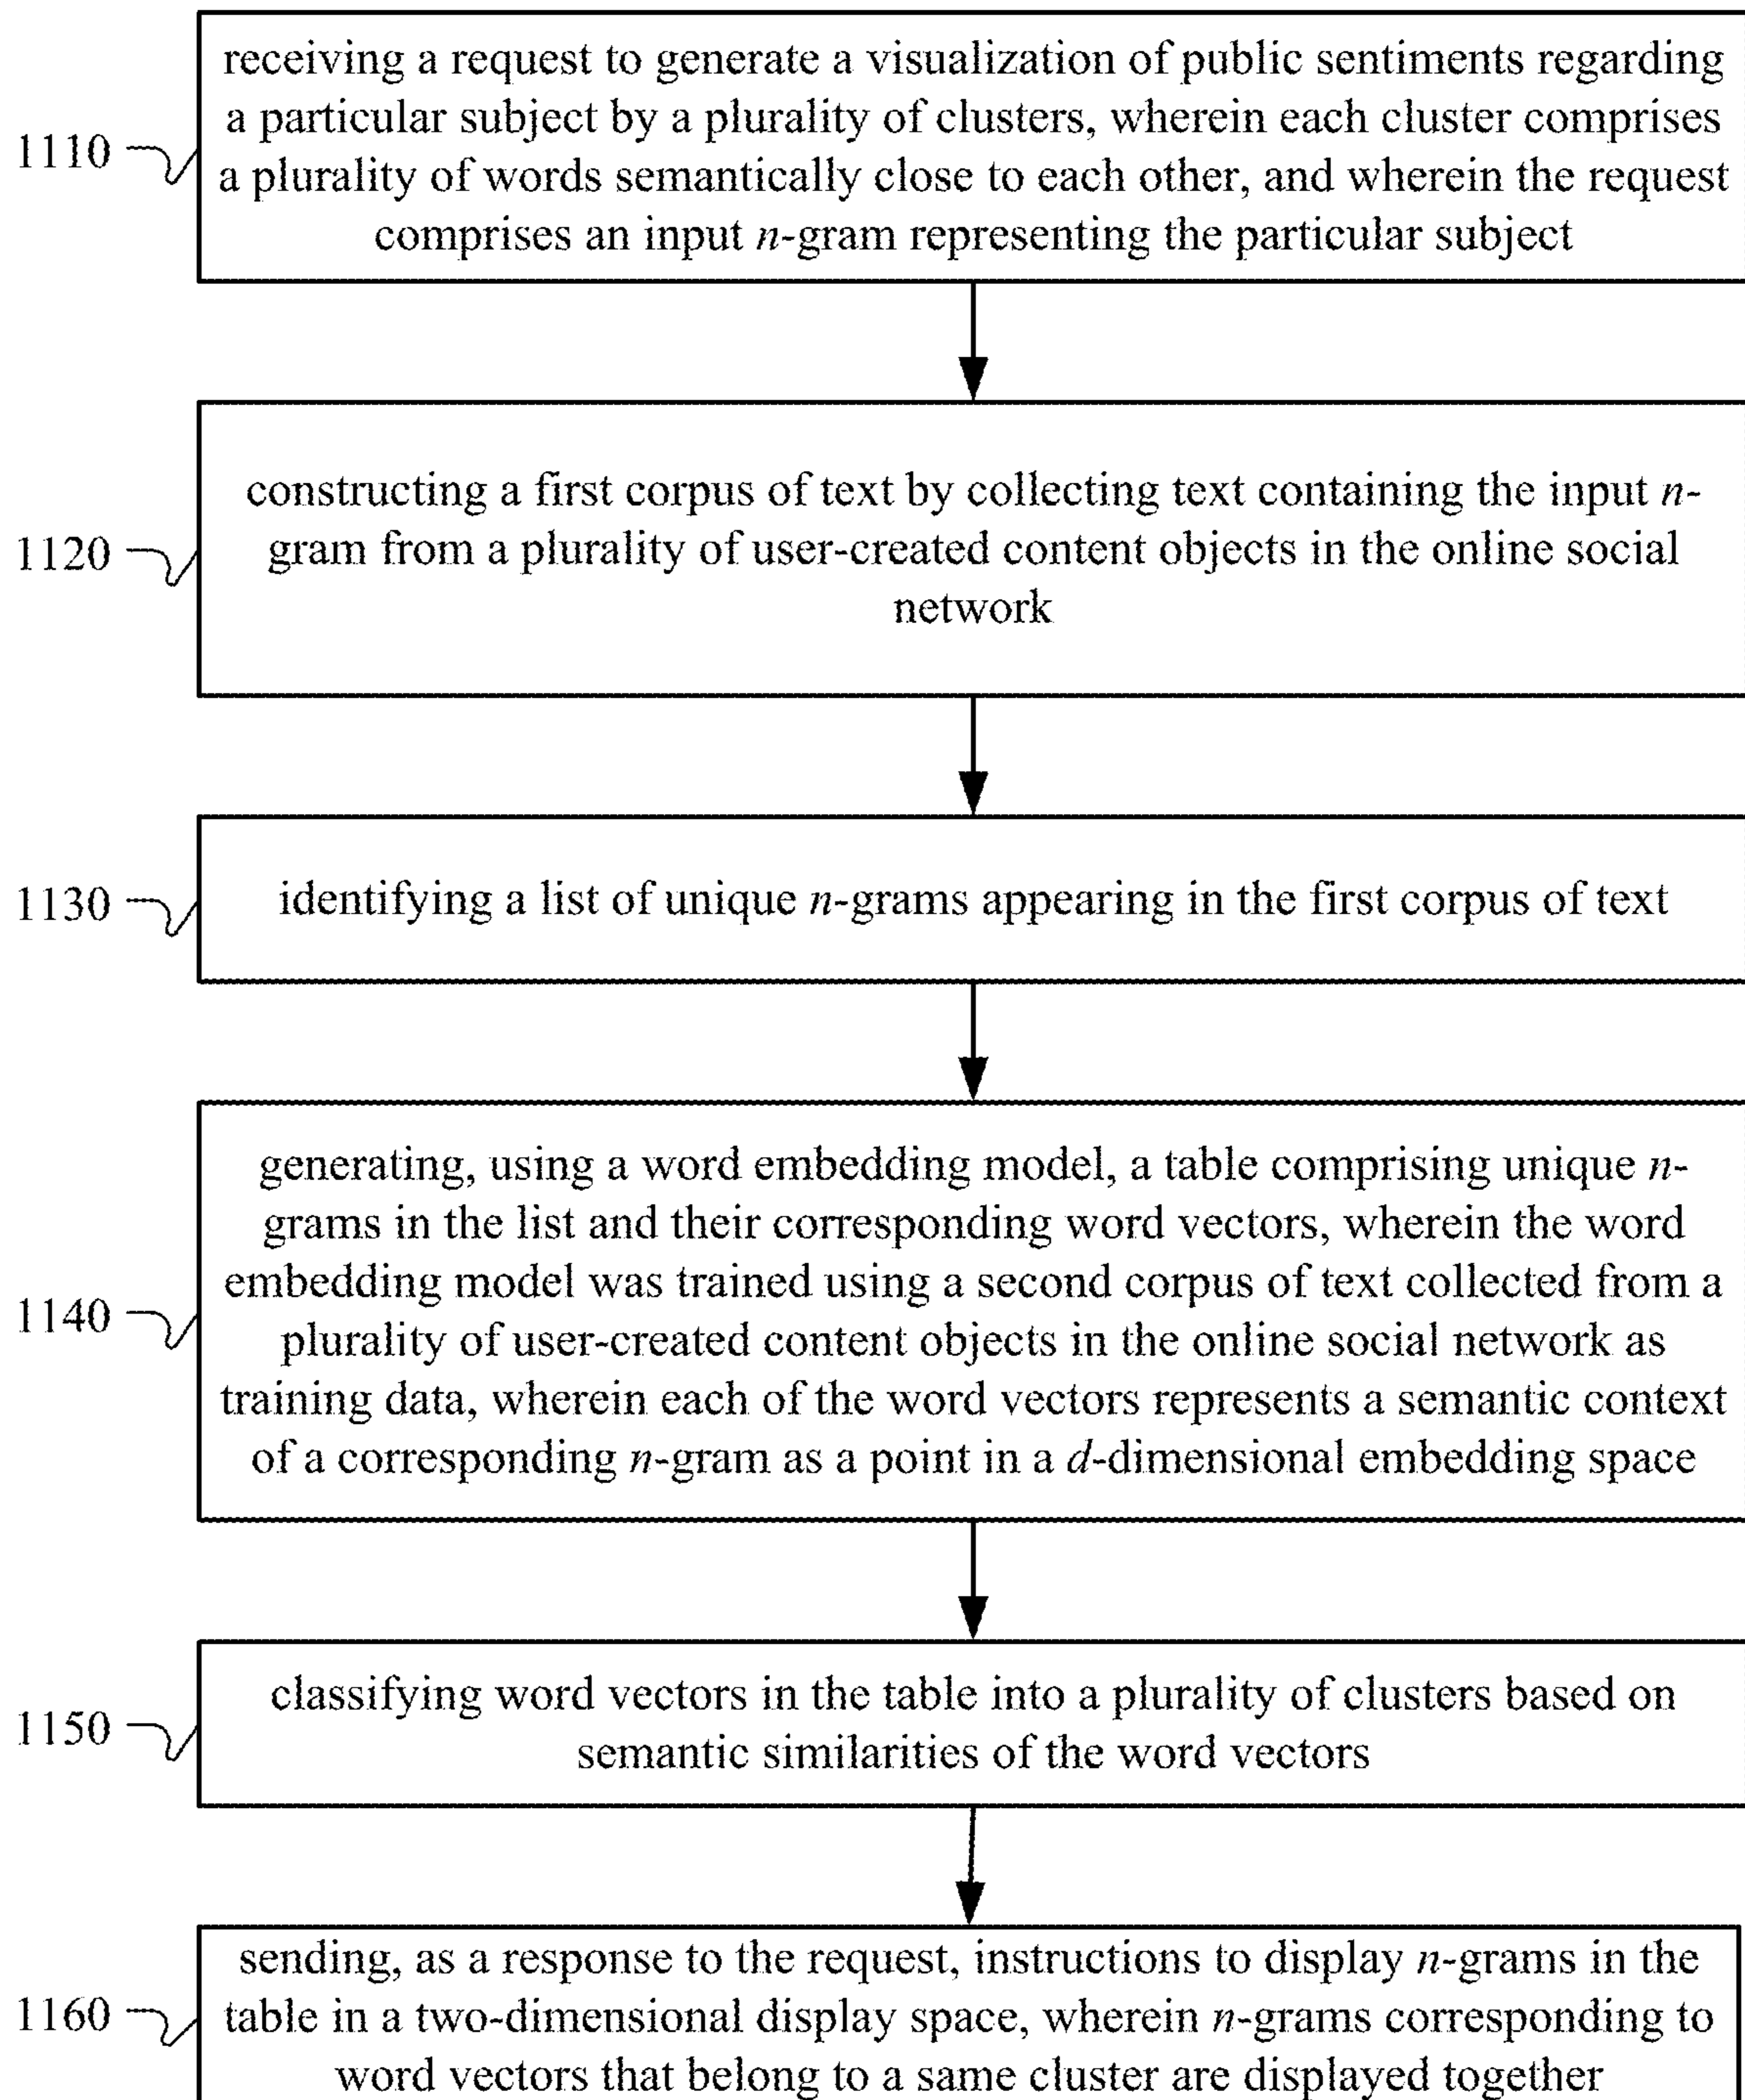 receiving a request to generate a visualization of public sentiments regarding
a particular subject by a plurality of clusters, wherein each cluster comprises
a plurality of words semantically close to each other, and wherein the request
comprises an input n-gram representing the particular subject
1110
constructing a first corpus of text by collecting text containing the input n-
gram from a plurality of user-created content objects in the online social
network
1120
identifying a list of unique n-grams appearing in the first corpus of text
1130
generating, using a word embedding model, a table comprising unique n-
grams in the list and their corresponding word vectors, wherein the word
embedding model was trained using a second corpus of text collected from a
plurality of user-created content objects in the online social network as
training data, wherein each of the word vectors represents a semantic context
of a corresponding n-gram as a point in a d-dimensional embedding space
1140
classifying word vectors in the table into a plurality of clusters based on
semantic similarities of the word vectors
1150
sending, as a response to the request, instructions to display n-grams in the
table in a two-dimensional display space, wherein n-grams corresponding to
word vectors that belong to a same cluster are displayed together
1160